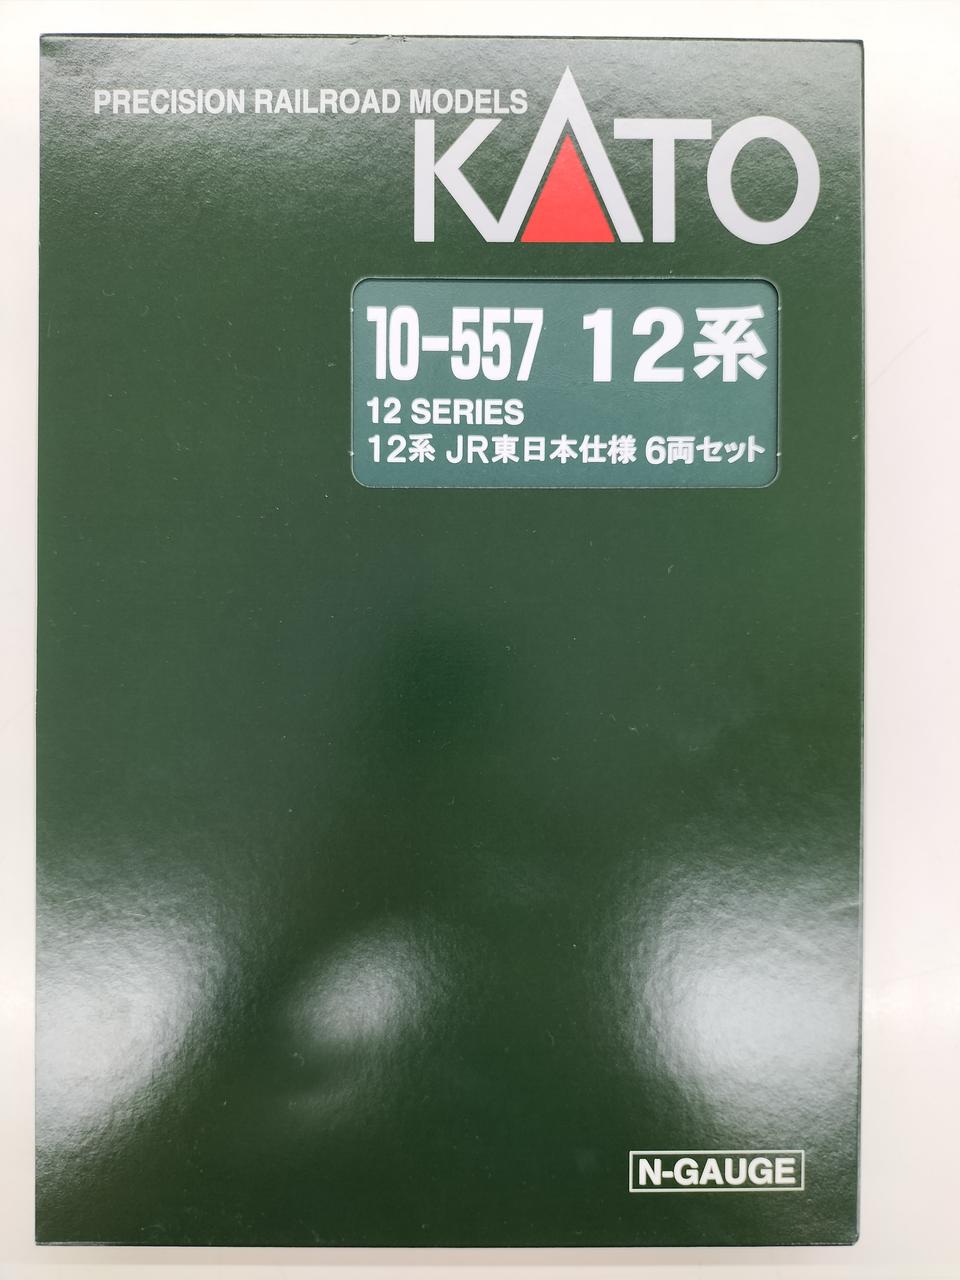 PRECISION RAILROAD MODELS
KATO
10-557 12系
12 SERIES
12系 JR東日本仕様 6両セット
N-GAUGE